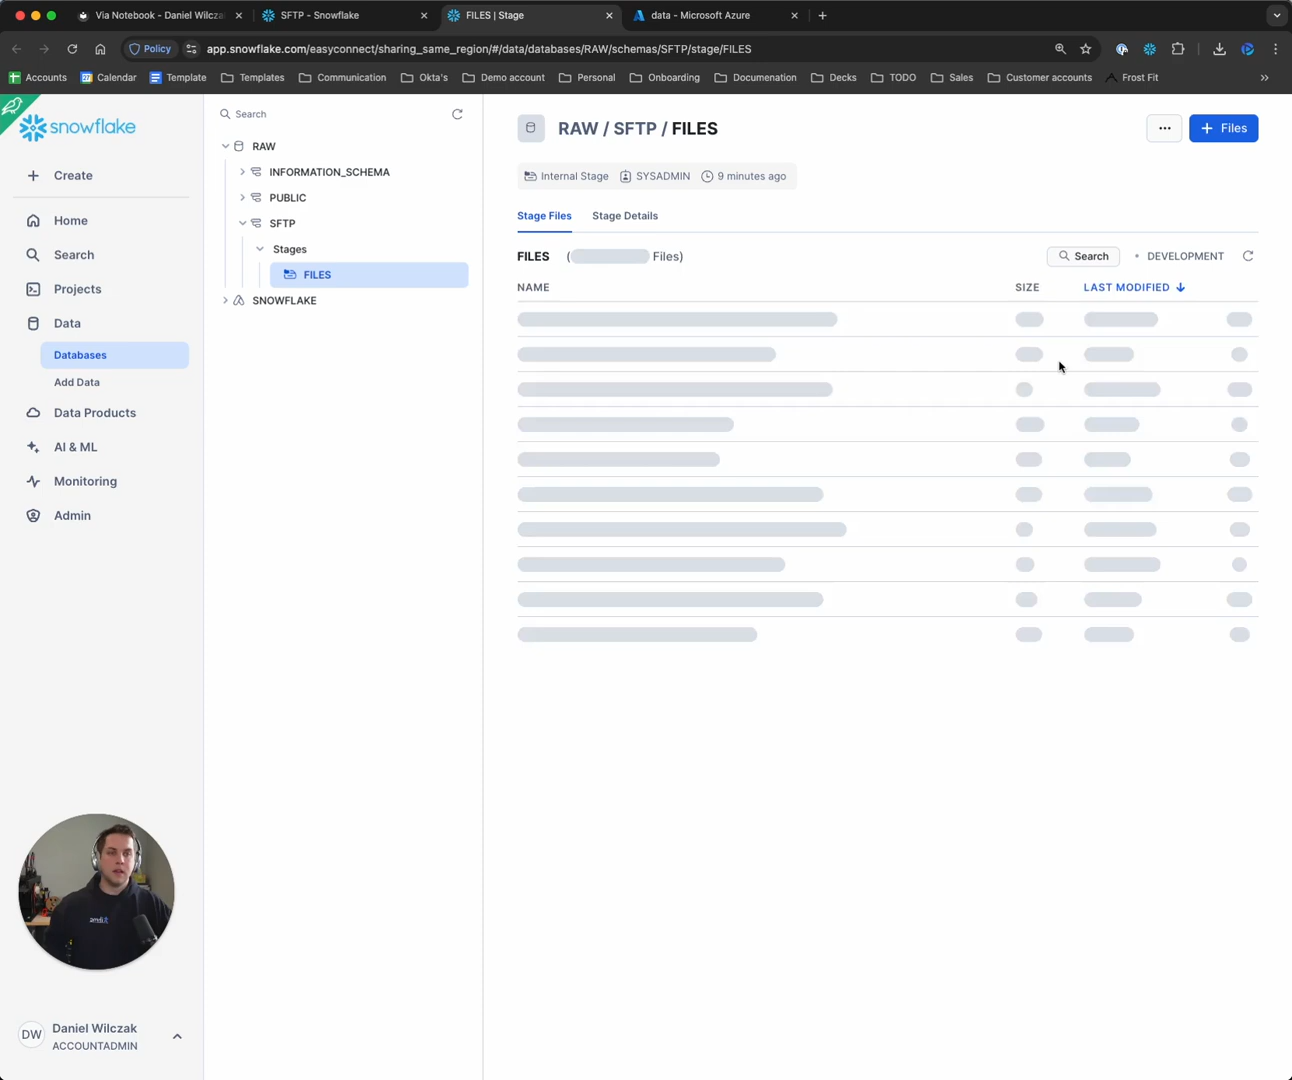 Via Notebook - Daniel Wilcza
SFTP - Snowflake
FILES | Stage
data - Microsoft Azure
Policy
app.snowflake.com/easyconnect/sharing_same_region/#/data/databases/RAW/schemas/SFTP/stage/FILES
Accounts
Calendar
Template
Templates
Communication
Okta's
Demo account
Personal
Onboarding
Documenation
Decks
TODO
Sales
Customer accounts
Frost Fit
snowflake
Create
Home
Search
Projects
Data
Databases
Add Data
Data Products
AI & ML
Monitoring
Admin
Daniel Wilczak
DW
ACCOUNTADMIN
Search
RAW
INFORMATION_SCHEMA
PUBLIC
SFTP
Stages
FILES
SNOWFLAKE
RAW / SFTP / FILES
Files
Internal Stage
SYSADMIN
9 minutes ago
Stage Files
Stage Details
FILES ( Files)
Search
DEVELOPMENT
NAME
SIZE
LAST MODIFIED